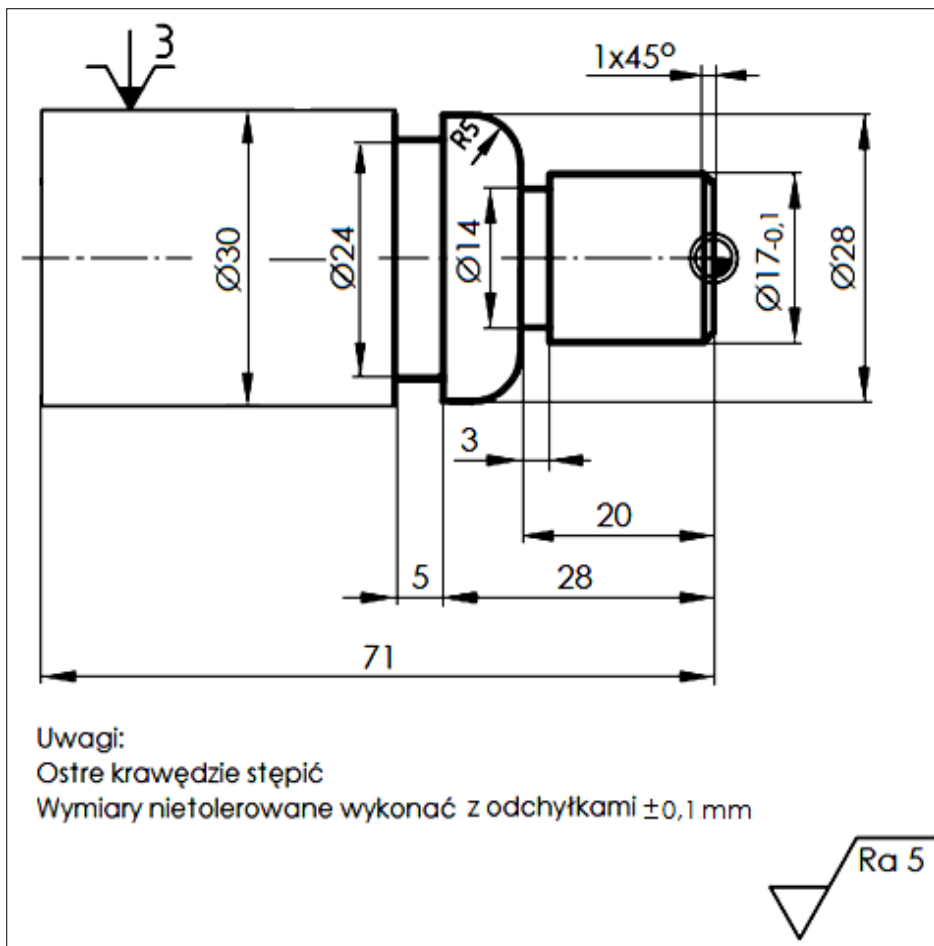 3
1x45°
R5
Ø30
Ø24
Ø14
Ø17-0,1
Ø28
3
20
5
28
71
Uwagi:
Ostre krawędzie stępić
Wymiary nietolerowane wykonać z odchyłkami ±0,1 mm
Ra 5